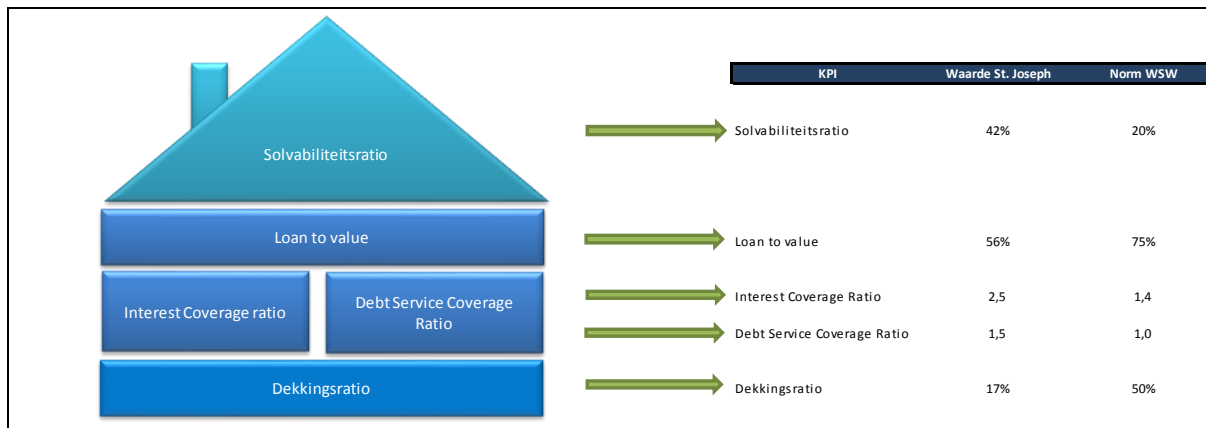 Solvabiliteitsratio
Loan to value
Interest Coverage ratio
Debt Service Coverage
Ratio
Dekkingsratio
KPI Waarde St. Joseph Norm WSW
Solvabiliteitsratio 42% 20%
Loan to value 56% 75%
Interest Coverage Ratio 2,5 1,4
Debt Service Coverage Ratio 1,5 1,0
Dekkingsratio 17% 50%